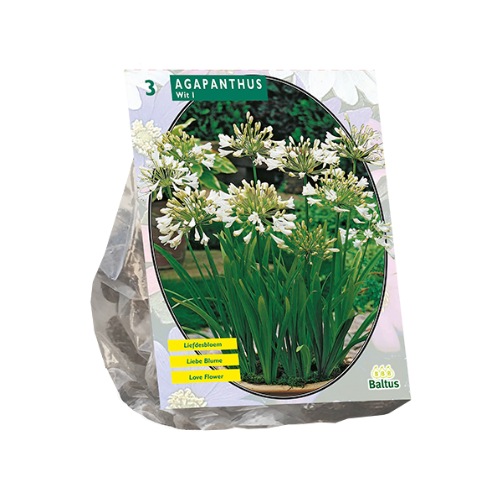 3
AGAPANTHUS
Wit I
Liefdesbloem
Liebe Blume
Love Flower
Baltus